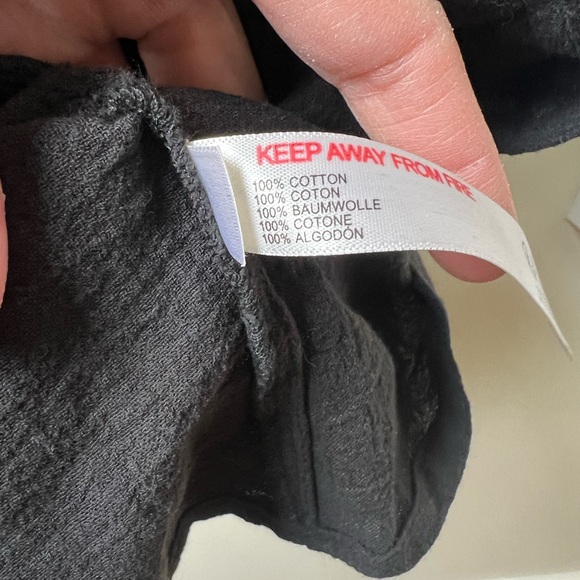 KEEP AWAY FROM FIRE
100% COTTON
100% COTON
100% BAUMWOLLE
100% COTONE
100% ALGODÓN